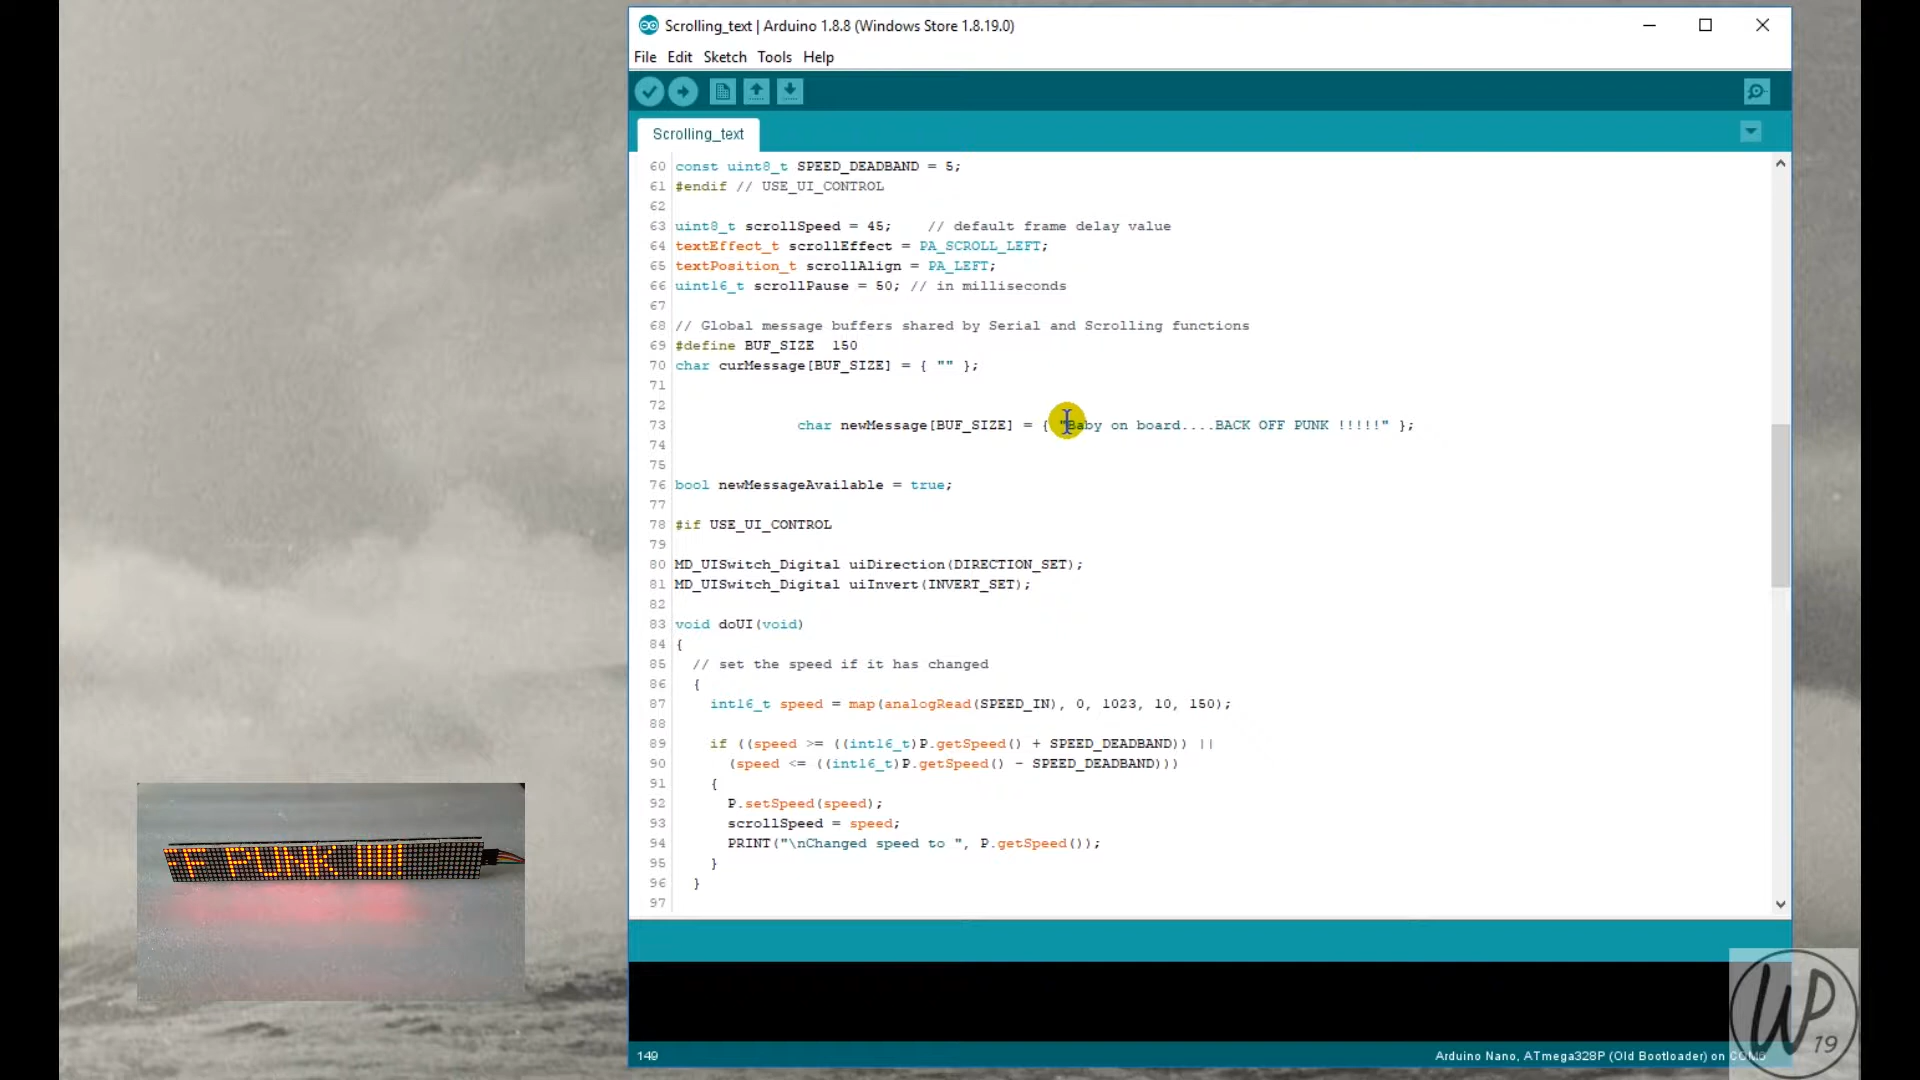 Scrolling_text | Arduino 1.8.8 (Windows Store 1.8.19.0)
File Edit Sketch Tools Help
Scrolling_text
60 const uint8_t SPEED_DEADBAND = 5;
61 #endif // USE_UI_CONTROL
62
63 uint8_t scrollSpeed = 45;    // default frame delay value
64 textEffect_t scrollEffect = PA_SCROLL_LEFT;
65 textPosition_t scrollAlign = PA_LEFT;
66 uint16_t scrollPause = 50; // in milliseconds
67
68 // Global message buffers shared by Serial and Scrolling functions
69 #define BUF_SIZE  150
70 char curMessage[BUF_SIZE] = { "" };
71
72
73               char newMessage[BUF_SIZE] = { "Baby on board....BACK OFF PUNK !!!!!" };
74
75
76 bool newMessageAvailable = true;
77
78 #if USE_UI_CONTROL
79
80 MD_UISwitch_Digital uiDirection(DIRECTION_SET);
81 MD_UISwitch_Digital uiInvert(INVERT_SET);
82
83 void doUI(void)
84 {
85   // set the speed if it has changed
86   {
87     int16_t speed = map(analogRead(SPEED_IN), 0, 1023, 10, 150);
88
89     if ((speed >= ((int16_t)P.getSpeed() + SPEED_DEADBAND)) ||
90       (speed <= ((int16_t)P.getSpeed() - SPEED_DEADBAND)))
91     {
92       P.setSpeed(speed);
93       scrollSpeed = speed;
94       PRINT("\nChanged speed to ", P.getSpeed());
95     }
96   }
97
PUNK !!!!
149
Arduino Nano, ATmega328P (Old Bootloader) on COM6
WP
19